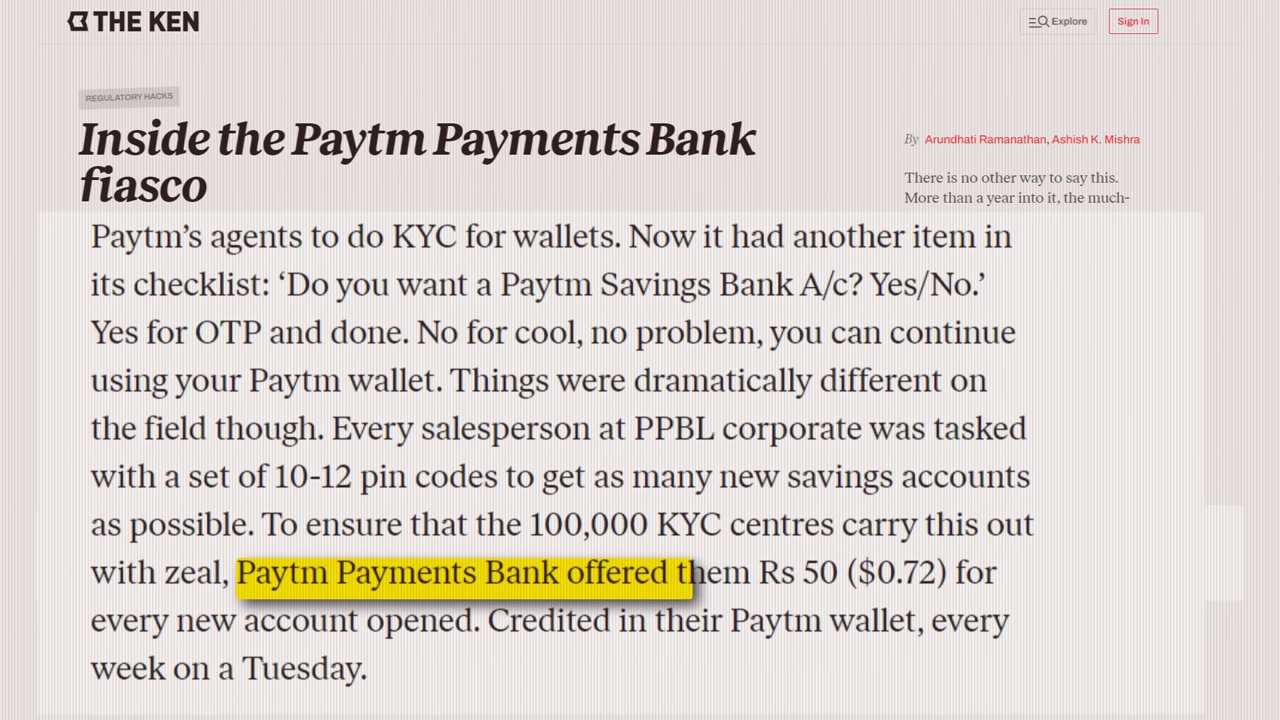 THE KEN
Explore
Sign In
REGULATORY HACKS
Inside the Paytm Payments Bank
fiasco
By Arundhati Ramanathan, Ashish K. Mishra
There is no other way to say this.
More than a year into it, the much-
Paytm’s agents to do KYC for wallets. Now it had another item in
its checklist: ‘Do you want a Paytm Savings Bank A/c? Yes/No.’
Yes for OTP and done. No for cool, no problem, you can continue
using your Paytm wallet. Things were dramatically different on
the field though. Every salesperson at PPBL corporate was tasked
with a set of 10-12 pin codes to get as many new savings accounts
as possible. To ensure that the 100,000 KYC centres carry this out
with zeal, Paytm Payments Bank offered them Rs 50 ($0.72) for
every new account opened. Credited in their Paytm wallet, every
week on a Tuesday.